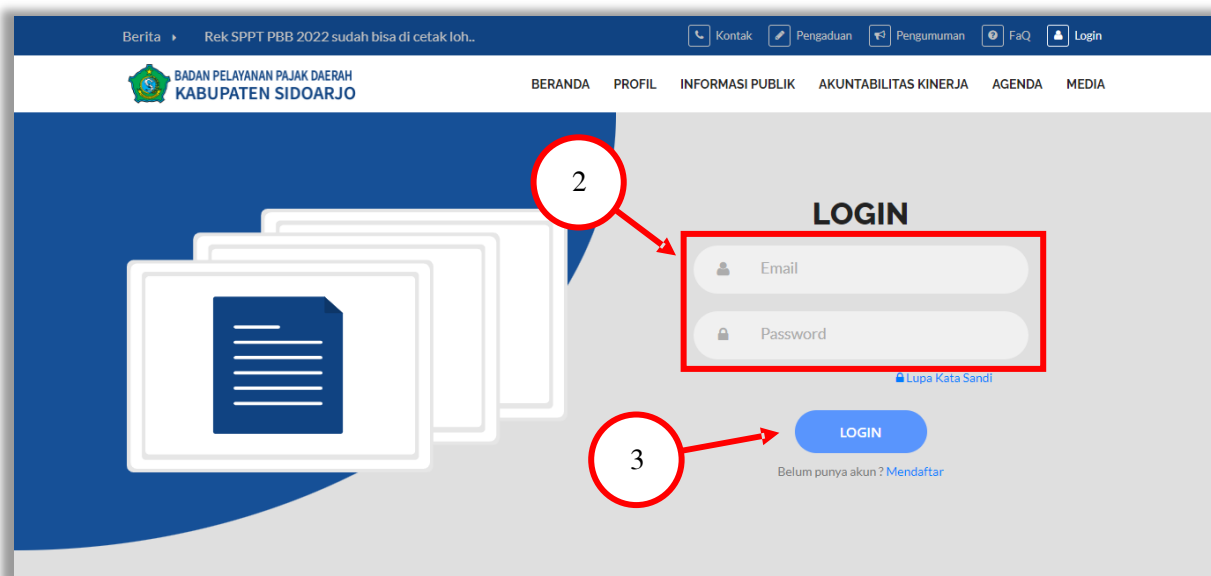 Berita Rek SPPT PBB 2022 sudah bisa di cetak loh.. Kontak Pengaduan Pengumuman FaQ Login
BADAN PELAYANAN PAJAK DAERAH
KABUPATEN SIDOARJO
BERANDA PROFIL INFORMASI PUBLIK AKUNTABILITAS KINERJA AGENDA MEDIA
2
LOGIN
Email
Password
Lupa Kata Sandi
LOGIN
3
Belum punya akun ? Mendaftar